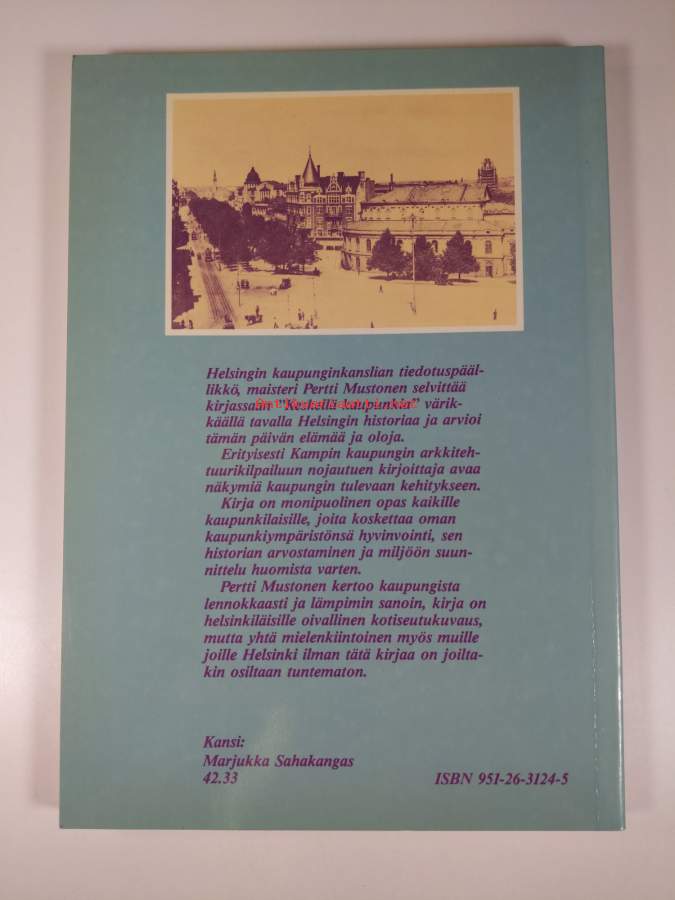 Helsingin kaupunginkanslian tiedotuspääl-
likkö, maisteri Pertti Mustonen selvittää
kirjassaan "Keskellä kaupunkia" värik-
käällä tavalla Helsingin historiaa ja arvioi
tämän päivän elämää ja oloja.
Erityisesti Kampin kaupungin arkkiteh-
tuurikilpailuun nojautuen kirjoittaja avaa
näkymiä kaupungin tulevaan kehitykseen.
Kirja on monipuolinen opas kaikille
kaupunkilaisille, joita koskettaa oman
kaupunkiympäristönsä hyvinvointi, sen
historian arvostaminen ja miljöön suun-
nittelu huomista varten.
Pertti Mustonen kertoo kaupungista
lennokkaasti ja lämpimin sanoin, kirja on
helsinkiläisille oivallinen kotiseutukuvaus,
mutta yhtä mielenkiintoinen myös muille
joille Helsinki ilman tätä kirjaa on joilta-
kin osiltaan tuntematon.
Kansi:
Marjukka Sahakangas
42.33
ISBN 951-26-3124-5